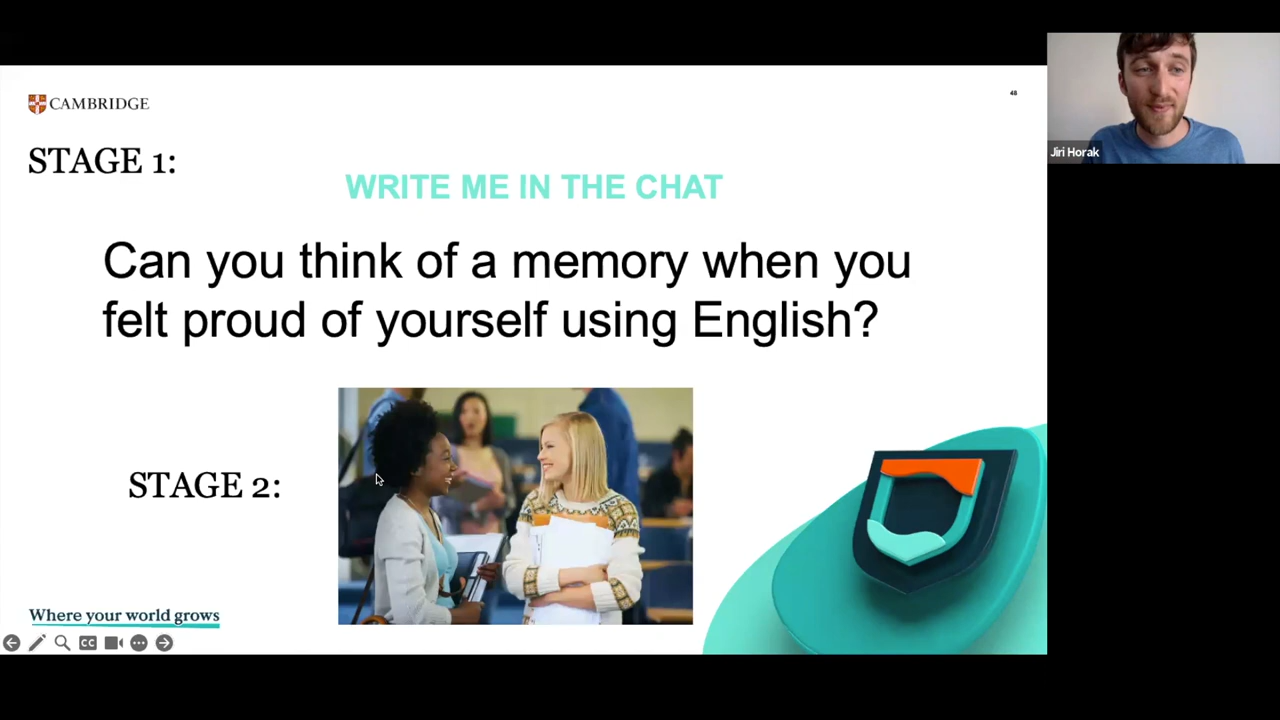 CAMBRIDGE
48
Jiri Horak
STAGE 1:
WRITE ME IN THE CHAT
Can you think of a memory when you
felt proud of yourself using English?
STAGE 2:
Where your world grows
CC